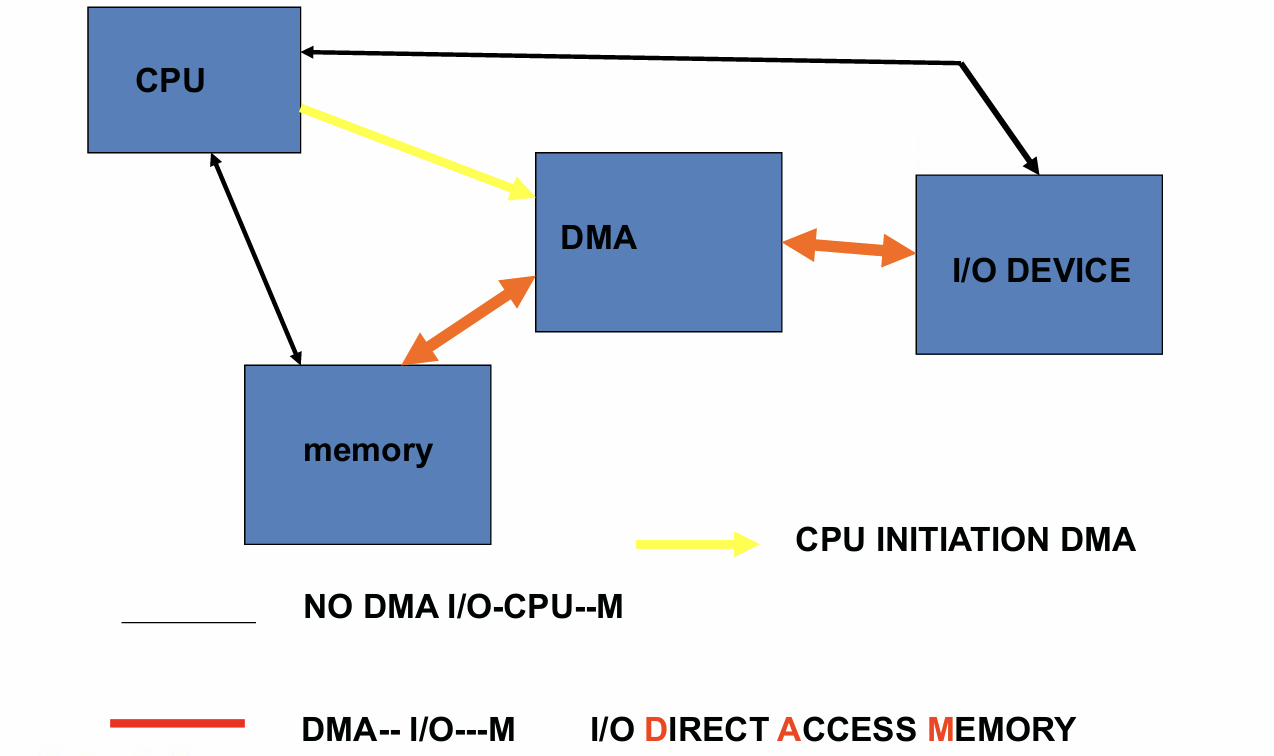 CPU
DMA
I/O DEVICE
memory
CPU INITIATION DMA
NO DMA I/O-CPU--M
DMA-- I/O---M I/O DIRECT ACCESS MEMORY